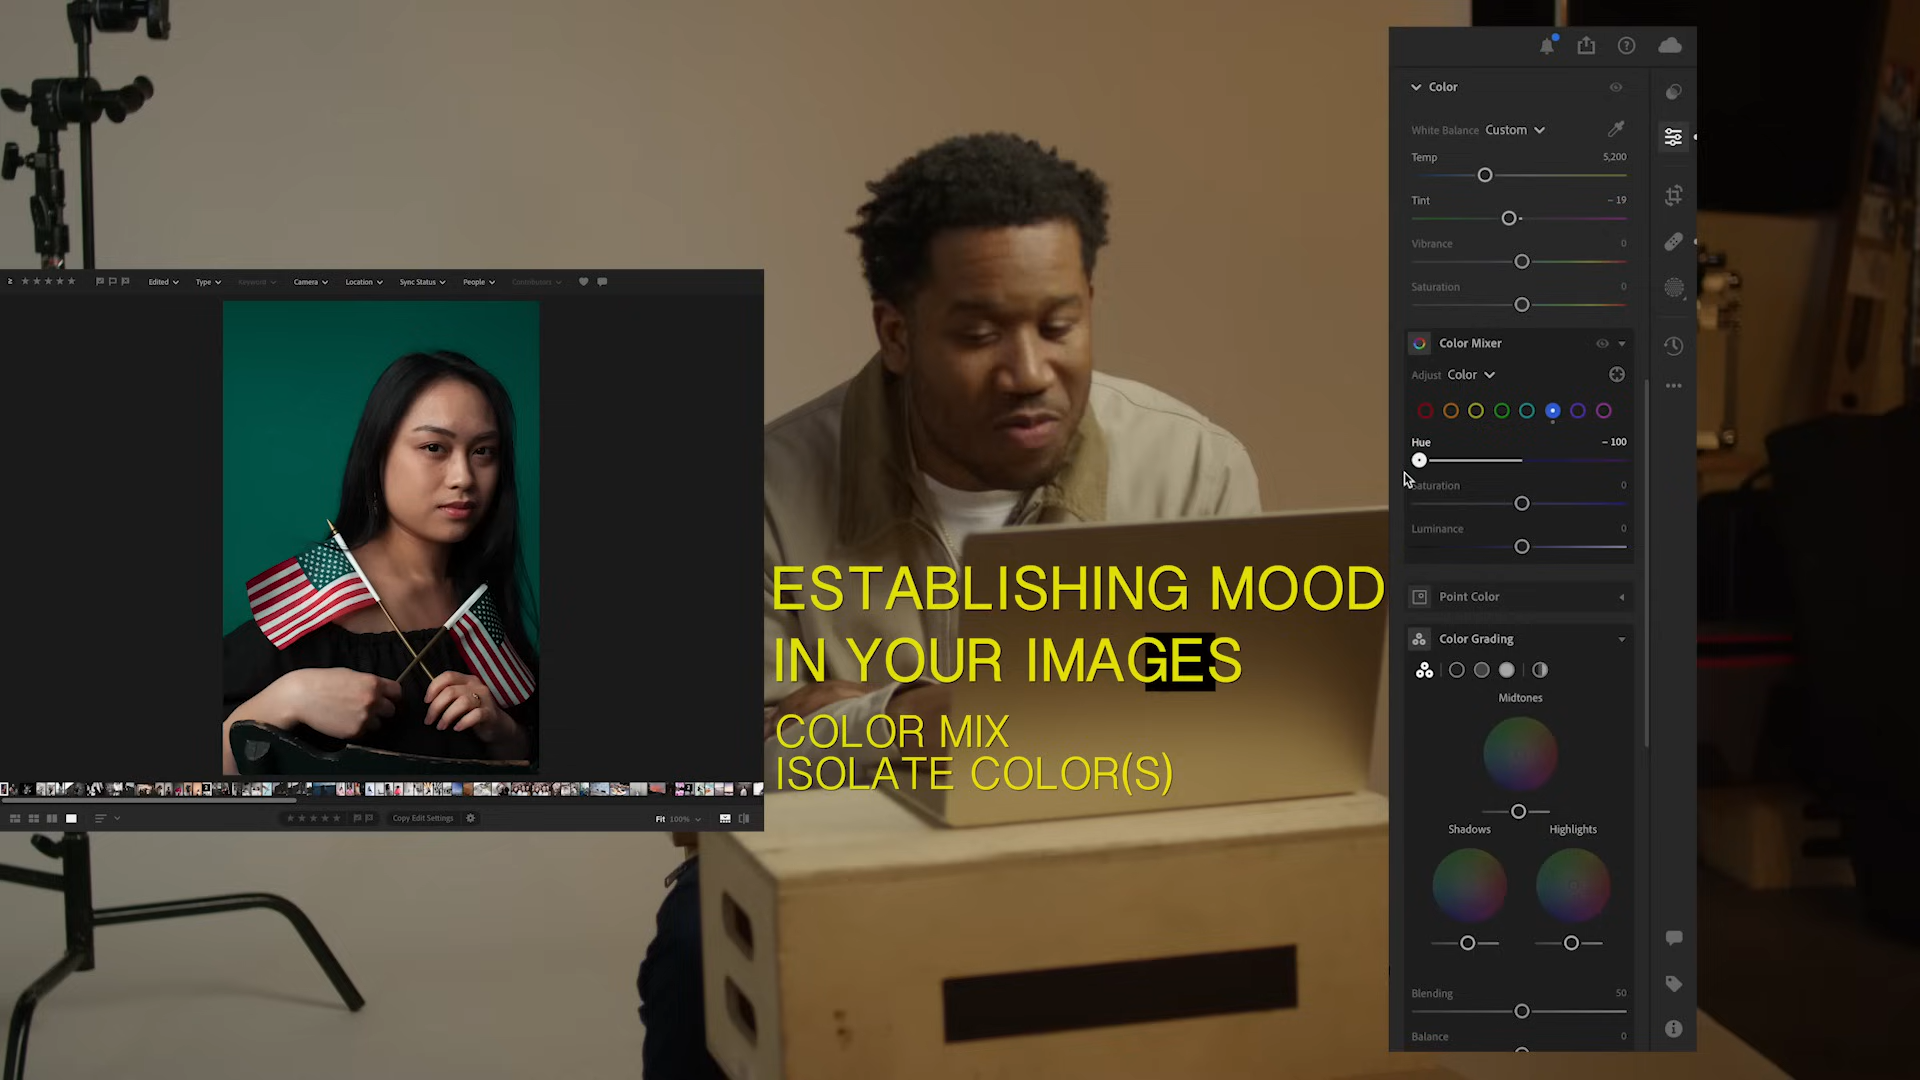 Edited
Type
Keyword
Camera
Location
Sync Status
People
Contributors
Copy Edit Settings
Fit 100%
ESTABLISHING MOOD
IN YOUR IMAGES
COLOR MIX
ISOLATE COLOR(S)
Color
White Balance Custom
Temp 5,200
Tint – 19
Vibrance 0
Saturation 0
Color Mixer
Adjust Color
Hue – 100
Saturation 0
Luminance 0
Point Color
Color Grading
Midtones
Shadows Highlights
Blending 50
Balance 0